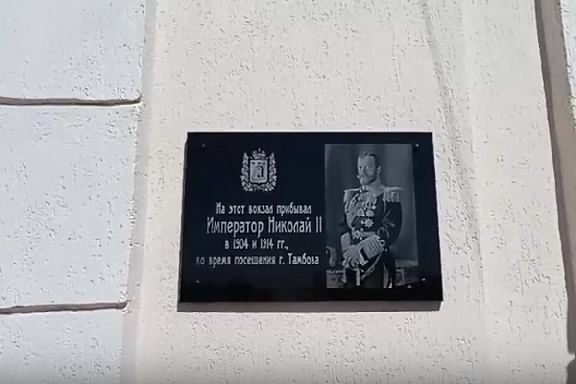 На этот вокзал прибывал
Император Николай II
в 1904 и 1914 гг.,
во время посещения г. Тамбова